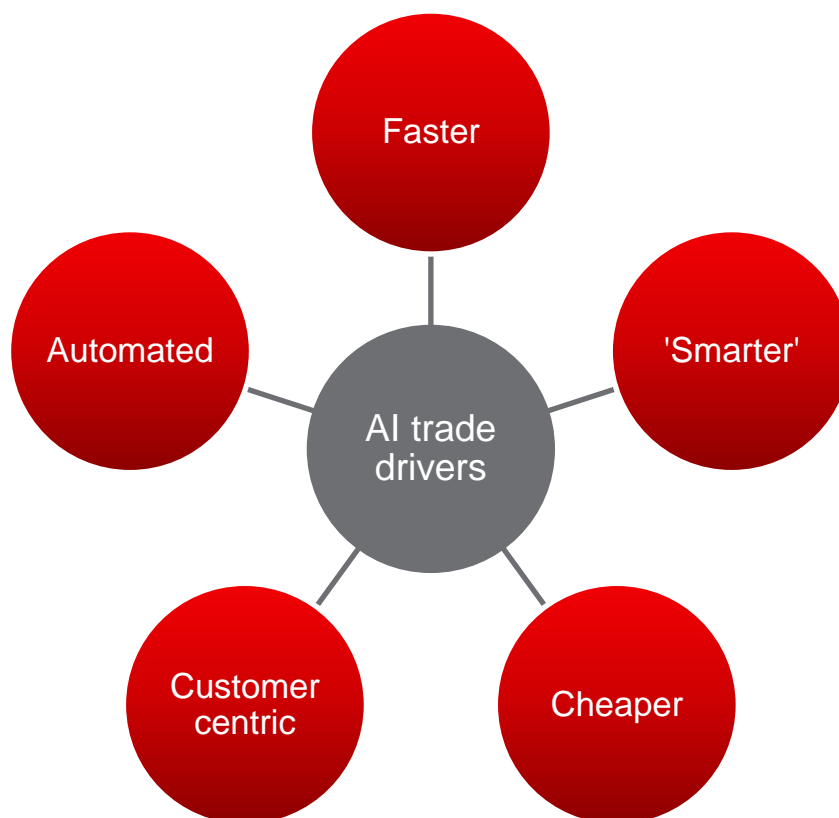 Faster
Automated
'Smarter'
AI trade
drivers
Customer
centric
Cheaper